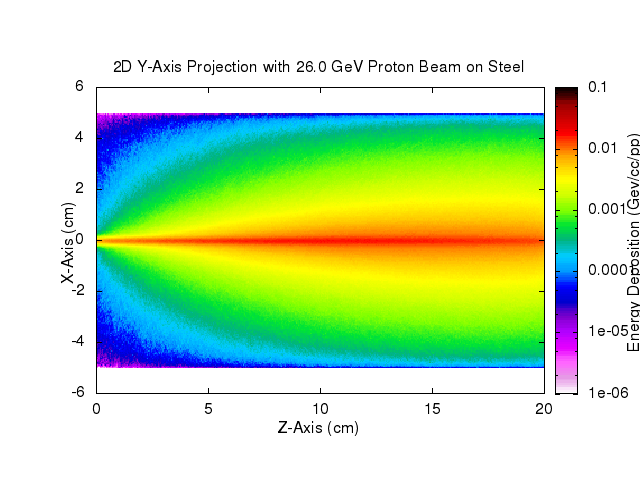 2D Y-Axis Projection with 26.0 GeV Proton Beam on Steel
6
4
2
0
-2
-4
-6
X-Axis (cm)
0
5
10
15
20
Z-Axis (cm)
0.1
0.01
0.001
0.0001
1e-05
1e-06
Energy Deposition (Gev/cc/pp)